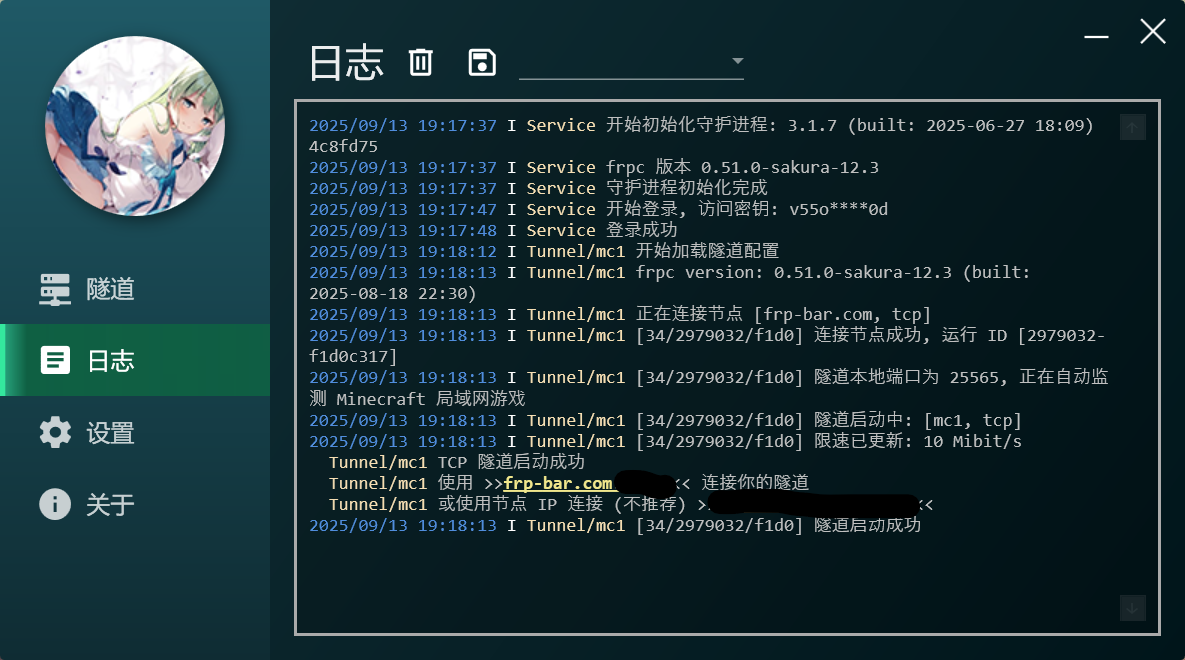 日志
隧道
日志
设置
关于
2025/09/13 19:17:37 I Service 开始初始化守护进程: 3.1.7 (built: 2025-06-27 18:09)
4c8fd75
2025/09/13 19:17:37 I Service frpc 版本 0.51.0-sakura-12.3
2025/09/13 19:17:37 I Service 守护进程初始化完成
2025/09/13 19:17:47 I Service 开始登录, 访问密钥: v55o****0d
2025/09/13 19:17:48 I Service 登录成功
2025/09/13 19:18:12 I Tunnel/mc1 开始加载隧道配置
2025/09/13 19:18:13 I Tunnel/mc1 frpc version: 0.51.0-sakura-12.3 (built:
2025-08-18 22:30)
2025/09/13 19:18:13 I Tunnel/mc1 正在连接节点 [frp-bar.com, tcp]
2025/09/13 19:18:13 I Tunnel/mc1 [34/2979032/f1d0] 连接节点成功, 运行 ID [2979032-
f1d0c317]
2025/09/13 19:18:13 I Tunnel/mc1 [34/2979032/f1d0] 隧道本地端口为 25565, 正在自动监
测 Minecraft 局域网游戏
2025/09/13 19:18:13 I Tunnel/mc1 [34/2979032/f1d0] 隧道启动中: [mc1, tcp]
2025/09/13 19:18:13 I Tunnel/mc1 [34/2979032/f1d0] 限速已更新: 10 Mibit/s
Tunnel/mc1 TCP 隧道启动成功
Tunnel/mc1 使用 >>frp-bar.com << 连接你的隧道
Tunnel/mc1 或使用节点 IP 连接 (不推荐) > <<
2025/09/13 19:18:13 I Tunnel/mc1 [34/2979032/f1d0] 隧道启动成功